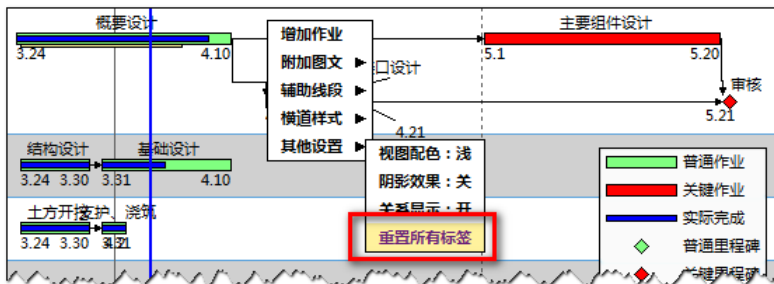 概要设计
主要组件设计
增加作业
3.24
4.10
5.1
5.20
附加图文
口设计
审核
辅助线段
横道样式
5.21
4.21
其他设置
结构设计
基础设计
视图配色：浅
3.24
3.30
3.31
4.10
阴影效果：关
关系显示：开
重置所有标签
土方开挖
支护、浇筑
3.24
3.30
普通作业
关键作业
实际完成
普通里程碑
关键里程碑